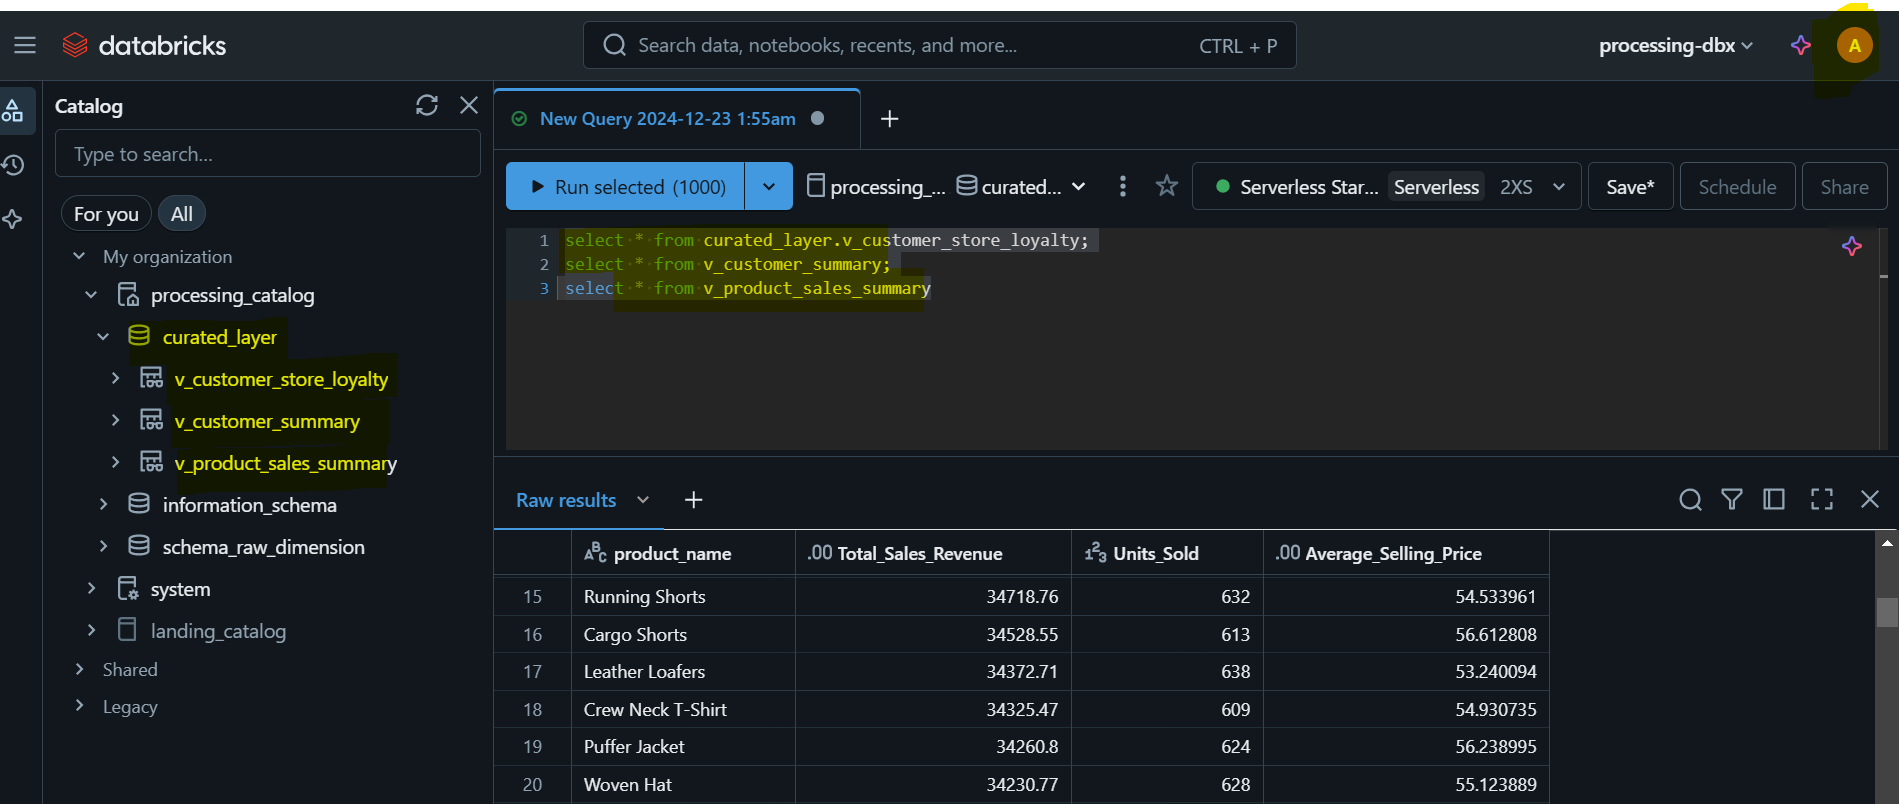 databricks
Search data, notebooks, recents, and more... CTRL + P
processing-dbx
A
Catalog
Type to search...
For you All
My organization
processing_catalog
curated_layer
v_customer_store_loyalty
v_customer_summary
v_product_sales_summary
information_schema
schema_raw_dimension
system
landing_catalog
Shared
Legacy
New Query 2024-12-23 1:55am
Run selected (1000) processing_... curated... Serverless Star... Serverless 2XS Save* Schedule Share
1 select * from curated_layer.v_customer_store_loyalty;
2 select * from v_customer_summary;
3 select * from v_product_sales_summary
Raw results
ABC product_name .00 Total_Sales_Revenue 123 Units_Sold .00 Average_Selling_Price
15 Running Shorts 34718.76 632 54.533961
16 Cargo Shorts 34528.55 613 56.612808
17 Leather Loafers 34372.71 638 53.240094
18 Crew Neck T-Shirt 34325.47 609 54.930735
19 Puffer Jacket 34260.8 624 56.238995
20 Woven Hat 34230.77 628 55.123889